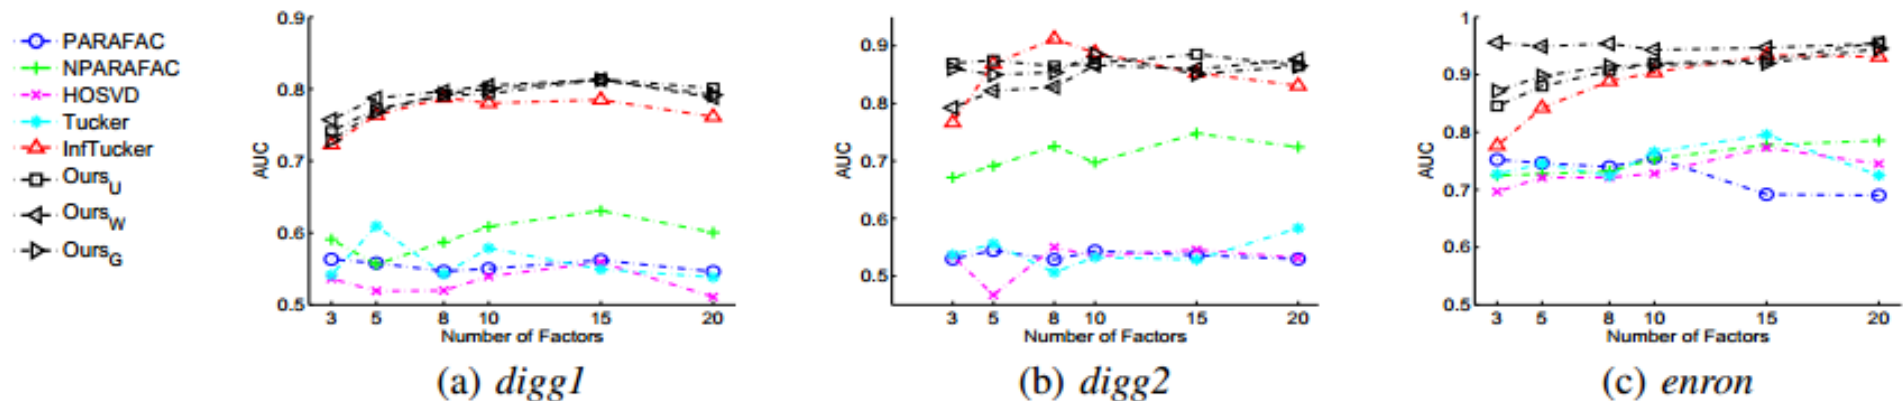 PARAFAC
NPARAFAC
HOSVD
Tucker
InfTucker
Ours_U
Ours_W
Ours_G
0.9
0.8
0.7
0.6
0.5
AUC
3 5 8 10 15 20
Number of Factors
(a) digg1
0.9
0.8
0.7
0.6
0.5
AUC
3 5 8 10 15 20
Number of Factors
(b) digg2
1
0.9
0.8
0.7
0.6
0.5
AUC
3 5 8 10 15 20
Number of Factors
(c) enron